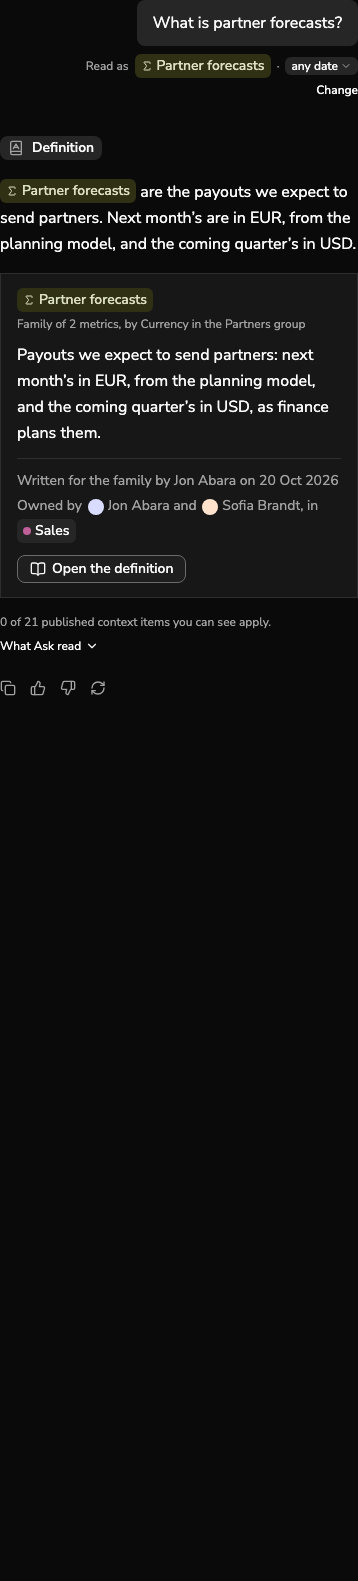 What is partner forecasts?
Read as Σ Partner forecasts · any date
Change
Definition
Σ Partner forecasts are the payouts we expect to
send partners. Next month’s are in EUR, from the
planning model, and the coming quarter’s in USD.
Σ Partner forecasts
Family of 2 metrics, by Currency in the Partners group
Payouts we expect to send partners: next
month’s in EUR, from the planning model,
and the coming quarter’s in USD, as finance
plans them.
Written for the family by Jon Abara on 20 Oct 2026
Owned by Jon Abara and Sofia Brandt, in
Sales
Open the definition
0 of 21 published context items you can see apply.
What Ask read